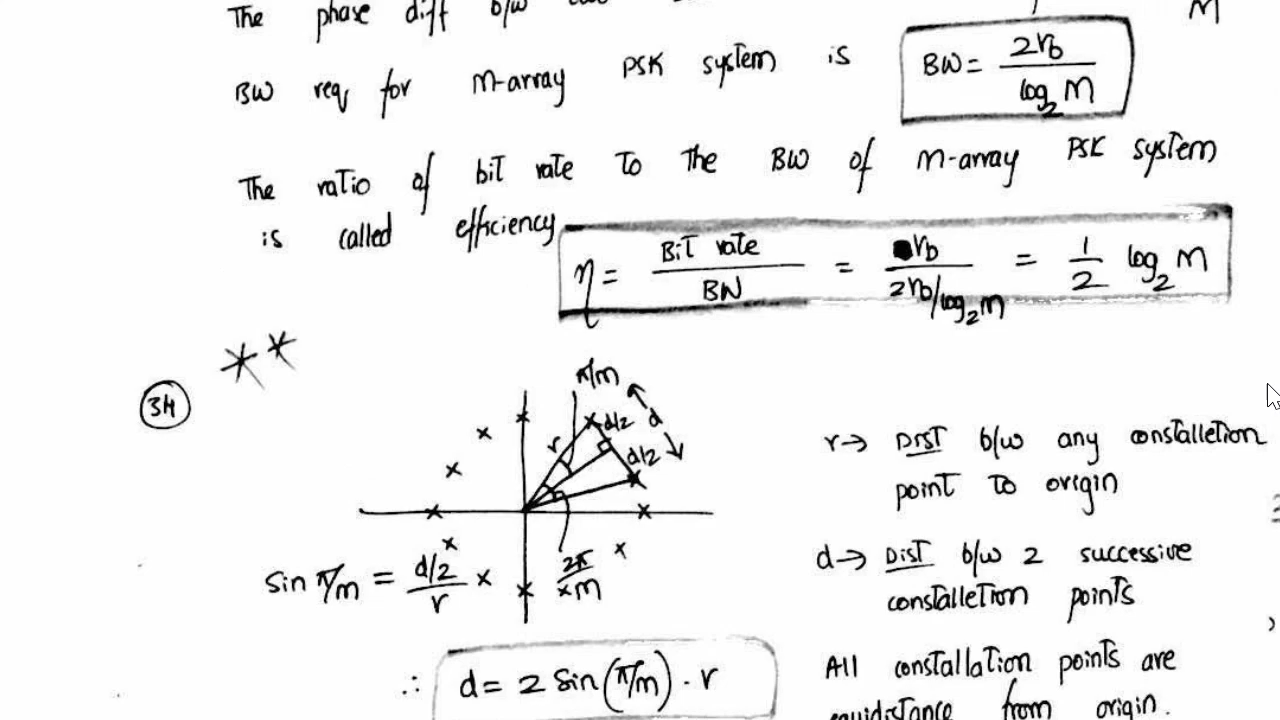 The phase diff b/w
M
BW req for M-array PSK system is BW = 2rb / log2 M
The ratio of bit rate to the BW of M-array PSK system
is called efficiency
η = Bit rate / BW = rb / 2rb/log2 M = 1/2 log2 M
**
34
π/m
d/2
d
r
d/2
2π/M
sin π/m = d/2 / r
∴ d = 2 sin(π/m) . r
r → Dist b/w any constalletion
point to origin
d → Dist b/w 2 successive
constalletion points
All constallation points are
equidistance from origin.